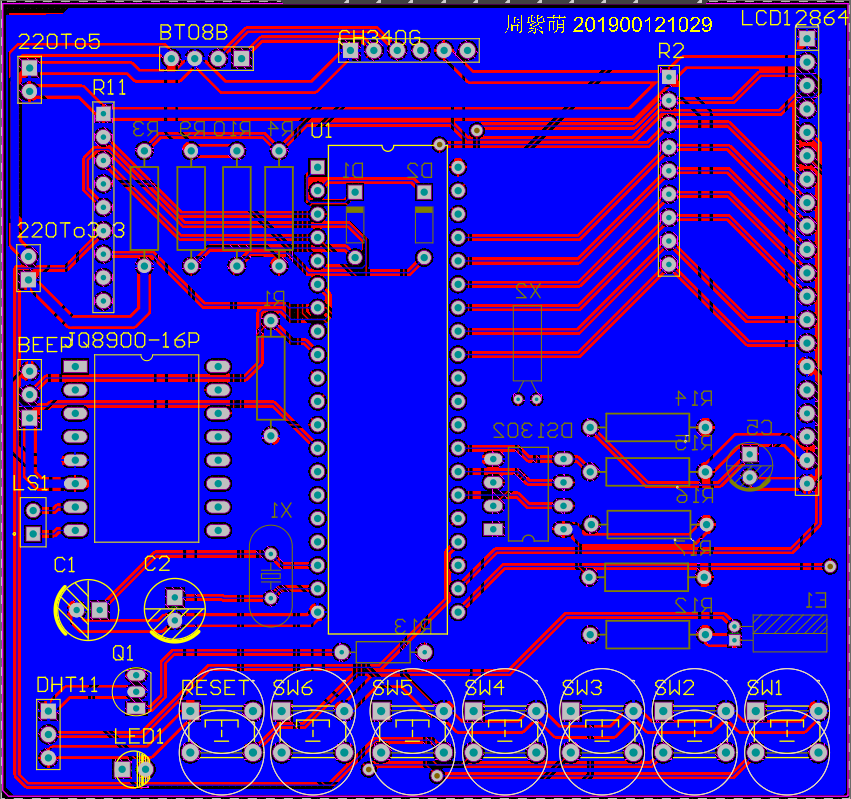 周紫萌 201900121029
LCD12864
220To5
BT08B
CH340G
R2
R11
R3
R9
R10
R4
U1
D1
D2
220To3.3
X2
R1
BEEP
JQ8900-16P
R14
DS1302
R15
C5
R16
LS1
X1
R17
C1
C2
R12
E1
R13
Q1
DHT11
RESET
SW6
SW5
SW4
SW3
SW2
SW1
LED1